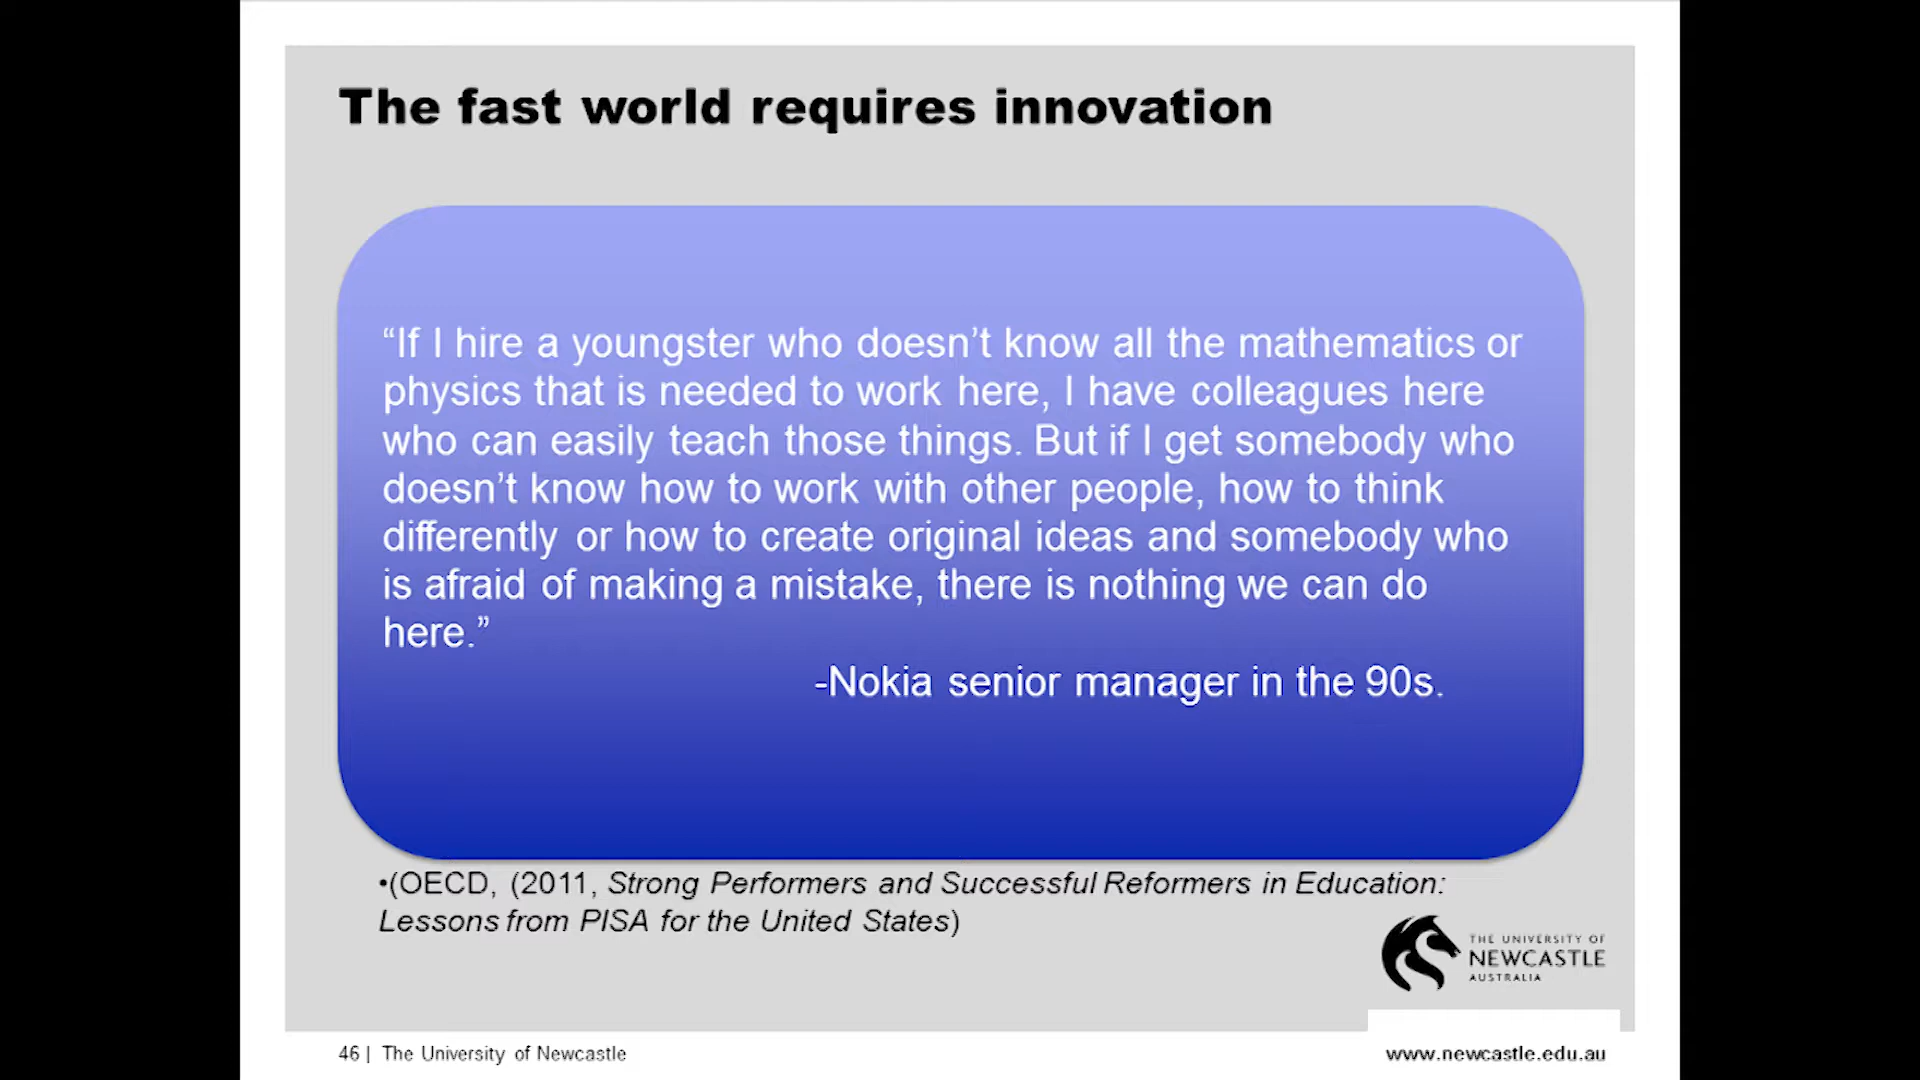 The fast world requires innovation
“If I hire a youngster who doesn’t know all the mathematics or
physics that is needed to work here, I have colleagues here
who can easily teach those things. But if I get somebody who
doesn’t know how to work with other people, how to think
differently or how to create original ideas and somebody who
is afraid of making a mistake, there is nothing we can do
here.”
-Nokia senior manager in the 90s.
•(OECD, (2011, Strong Performers and Successful Reformers in Education:
Lessons from PISA for the United States)
THE UNIVERSITY OF
NEWCASTLE
AUSTRALIA
46 | The University of Newcastle
www.newcastle.edu.au